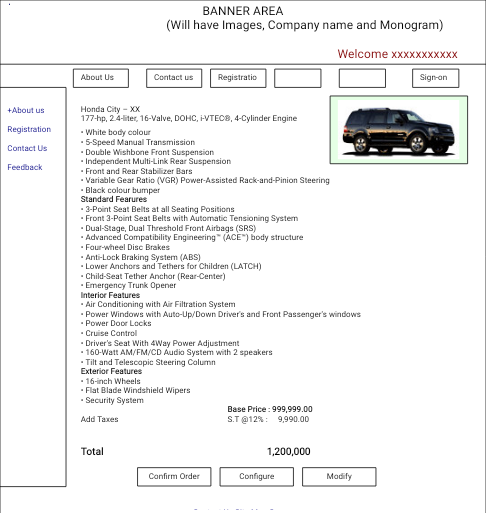 BANNER AREA
(Will have Images, Company name and Monogram)
Welcome xxxxxxxxxxx
About Us
Contact us
Registratio
Sign-on
+About us
Registration
Contact Us
Feedback
Honda City – XX
177-hp, 2.4-liter, 16-Valve, DOHC, i-VTEC®, 4-Cylinder Engine
• White body colour
• 5-Speed Manual Transmission
• Double Wishbone Front Suspension
• Independent Multi-Link Rear Suspension
• Front and Rear Stabilizer Bars
• Variable Gear Ratio (VGR) Power-Assisted Rack-and-Pinion Steering
• Black colour bumper
Standard Fearures
• 3-Point Seat Belts at all Seating Positions
• Front 3-Point Seat Belts with Automatic Tensioning System
• Dual-Stage, Dual Threshold Front Airbags (SRS)
• Advanced Compatibility Engineering™ (ACE™) body structure
• Four-wheel Disc Brakes
• Anti-Lock Braking System (ABS)
• Lower Anchors and Tethers for Children (LATCH)
• Child-Seat Tether Anchor (Rear-Center)
• Emergency Trunk Opener
Interior Features
• Air Conditioning with Air Filtration System
• Power Windows with Auto-Up/Down Driver's and Front Passenger's windows
• Power Door Locks
• Cruise Control
• Driver's Seat With 4Way Power Adjustment
• 160-Watt AM/FM/CD Audio System with 2 speakers
• Tilt and Telescopic Steering Column
Exterior Features
• 16-inch Wheels
• Flat Blade Windshield Wipers
• Security System
Base Price : 999,999.00
Add Taxes S.T @12% : 9,990.00
Total 1,200,000
Confirm Order
Configure
Modify